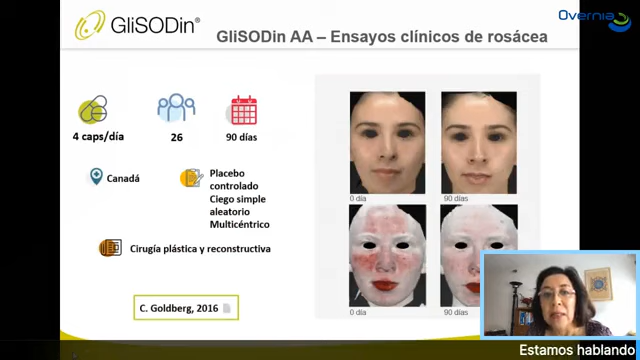 GLiSODin®
GliSODin AA – Ensayos clínicos de rosácea
Overnia
4 caps/día
26
90 días
Canadá
Placebo
controlado
Ciego simple
aleatorio
Multicéntrico
Cirugía plástica y reconstructiva
C. Goldberg, 2016
0 día
90 días
0 día
90 días
Estamos hablando